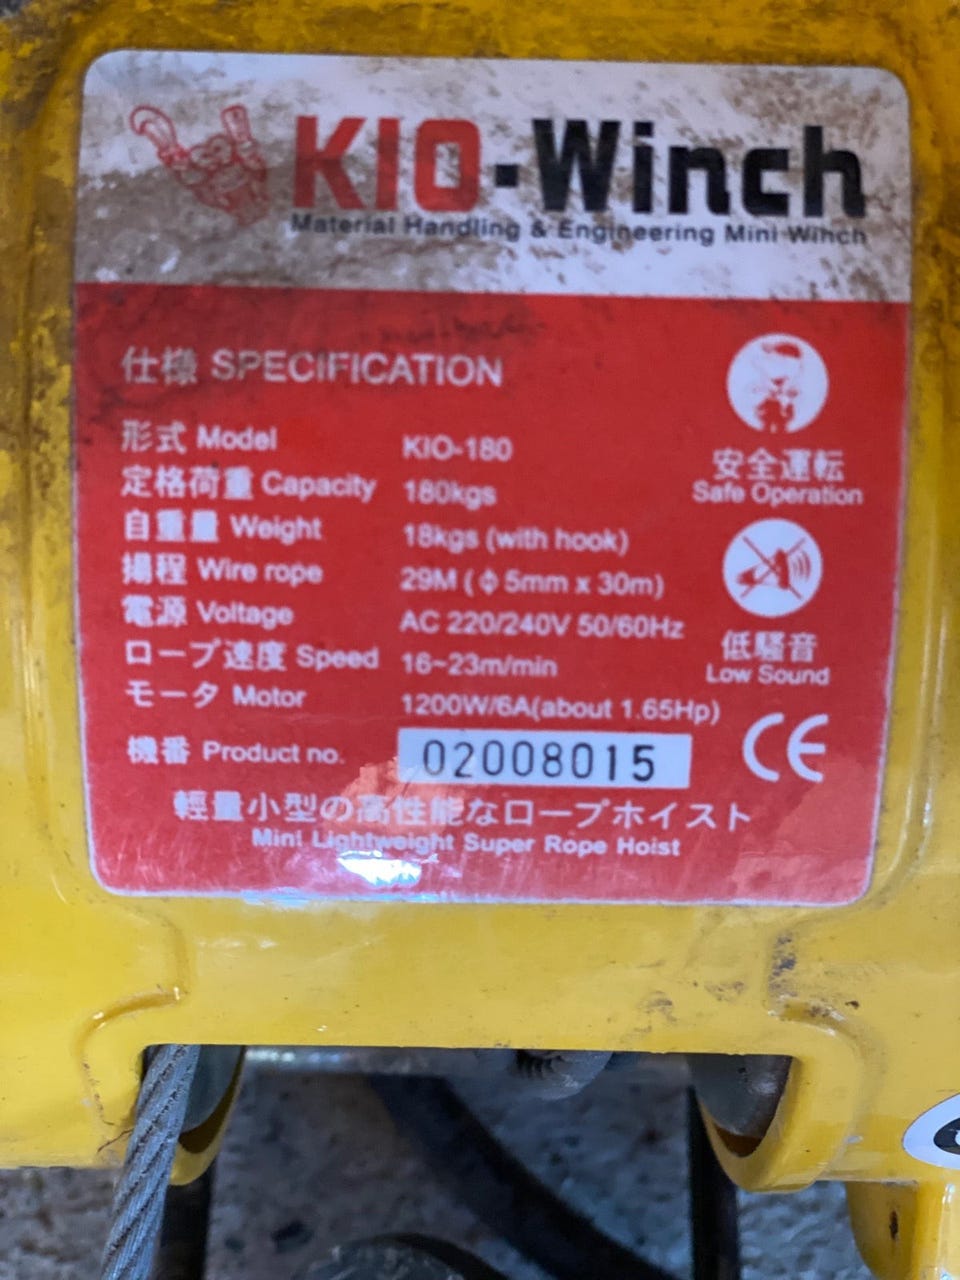 KIO-Winch
Material Handling & Engineering Mini Winch
仕様 SPECIFICATION
形式 Model KIO-180
定格荷重 Capacity 180kgs
自重量 Weight 18kgs (with hook)
揚程 Wire rope 29M (ϕ5mm x 30m)
電源 Voltage AC 220/240V 50/60Hz
ロープ速度 Speed 16~23m/min
モータ Motor 1200W/6A(about 1.65Hp)
機番 Product no. 02008015
輕量小型の高性能なロープホイスト
Mini Lightweight Super Rope Hoist
安全運転
Safe Operation
低騒音
Low Sound
CE